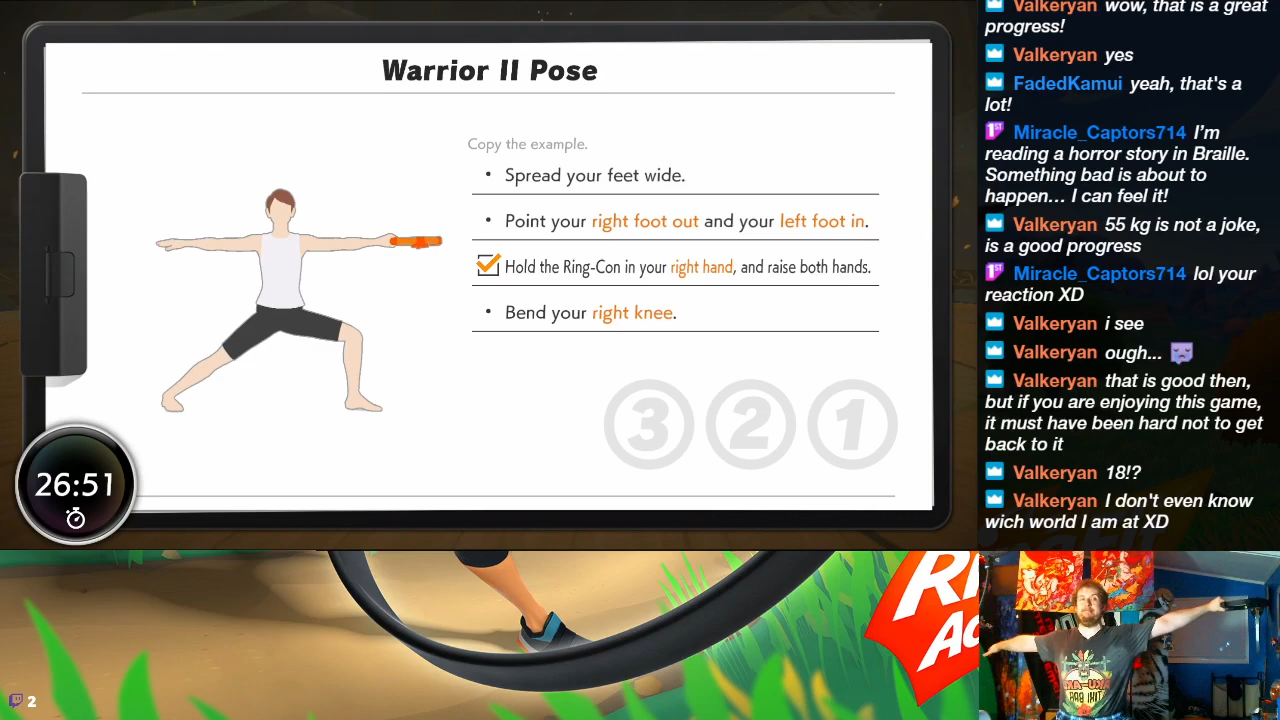 Warrior II Pose
Copy the example.
• Spread your feet wide.
• Point your right foot out and your left foot in.
Hold the Ring-Con in your right hand, and raise both hands.
• Bend your right knee.
3 2 1
26:51
2
Valkeryan wow, that is a great
progress!
Valkeryan yes
FadedKamui yeah, that's a
lot!
1ST Miracle_Captors714 I'm
reading a horror story in Braille.
Something bad is about to
happen... I can feel it!
Valkeryan 55 kg is not a joke,
is a good progress
1ST Miracle_Captors714 lol your
reaction XD
Valkeryan i see
Valkeryan ough...
Valkeryan that is good then,
but if you are enjoying this game,
it must have been hard not to get
back to it
Valkeryan 18!?
Valkeryan I don't even know
wich world I am at XD